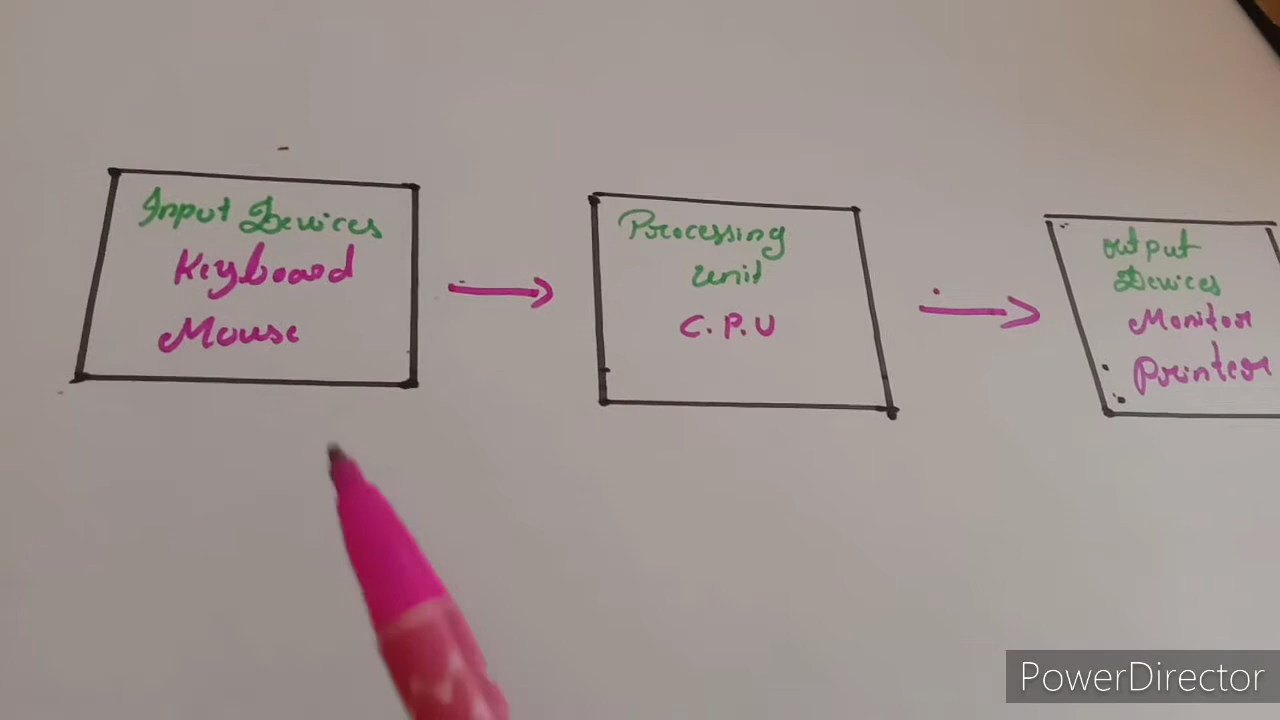 Input Devices
Keyboard
Mouse
Processing
unit
C.P.U
output
Devices
Monitor
Printer
PowerDirector